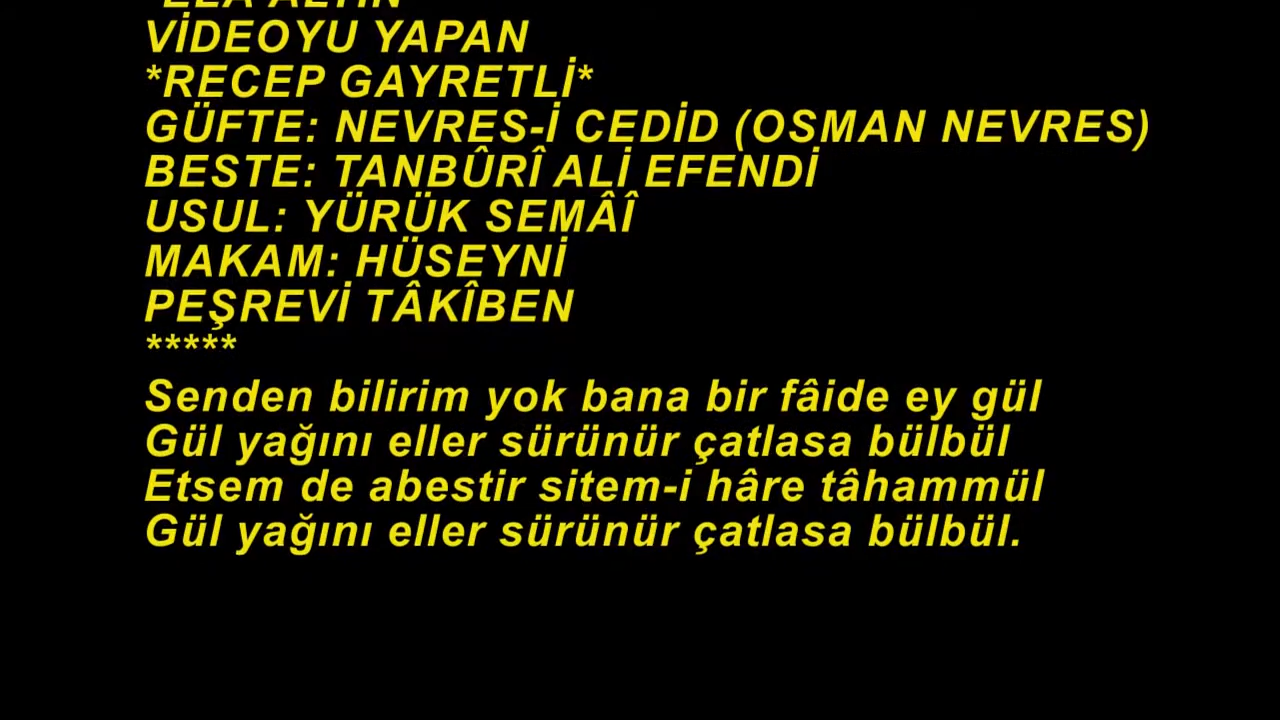 VİDEOYU YAPAN
*RECEP GAYRETLİ*
GÜFTE: NEVRES-İ CEDİD (OSMAN NEVRES)
BESTE: TANBÛRÎ ALİ EFENDİ
USUL: YÜRÜK SEMÂÎ
MAKAM: HÜSEYNİ
PEŞREVİ TÂKÎBEN
*****
Senden bilirim yok bana bir fâide ey gül
Gül yağını eller sürünür çatlasa bülbül
Etsem de abestir sitem-i hâre tâhammül
Gül yağını eller sürünür çatlasa bülbül.